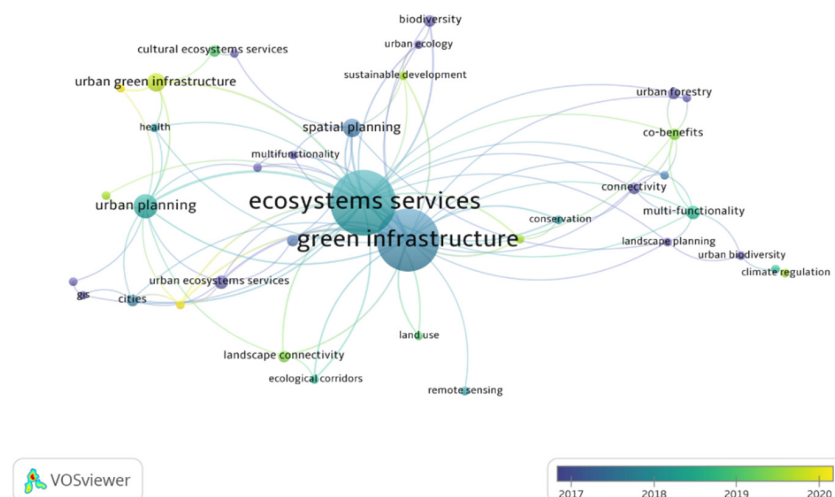 biodiversity
urban ecology
cultural ecosystems services
sustainable development
urban green infrastructure
urban forestry
health
spatial planning
co-benefits
multifunctionality
connectivity
ecosystems services
urban planning
multi-functionality
conservation
green infrastructure
landscape planning
urban biodiversity
climate regulation
urban ecosystems services
gis
cities
land use
landscape connectivity
ecological corridors
remote sensing
VOSviewer
2017 2018 2019 2020